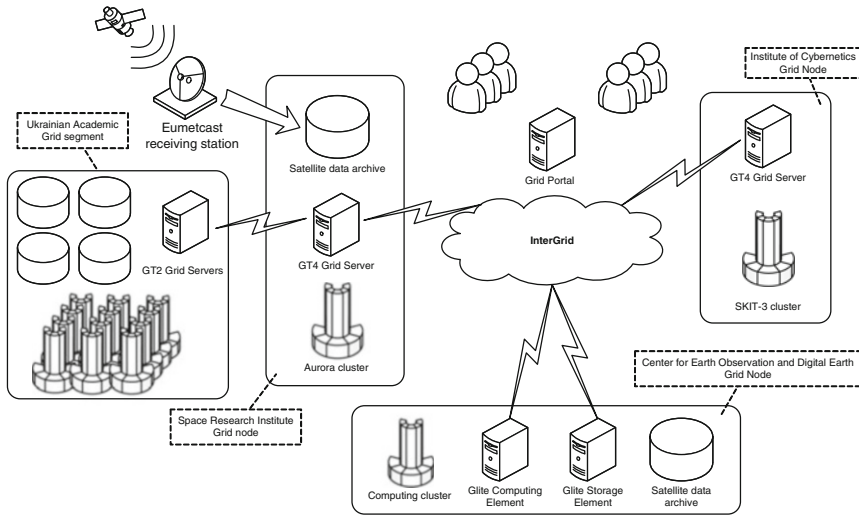 Institute of Cybernetics
Grid Node
Ukrainian Academic
Grid segment
Eumetcast
receiving station
Satellite data archive
Grid Portal
GT4 Grid Server
GT2 Grid Servers
GT4 Grid Server
InterGrid
SKIT-3 cluster
Aurora cluster
Center for Earth Observation and Digital Earth
Grid Node
Space Research Institute
Grid node
Computing cluster
Glite Computing
Element
Glite Storage
Element
Satellite data
archive